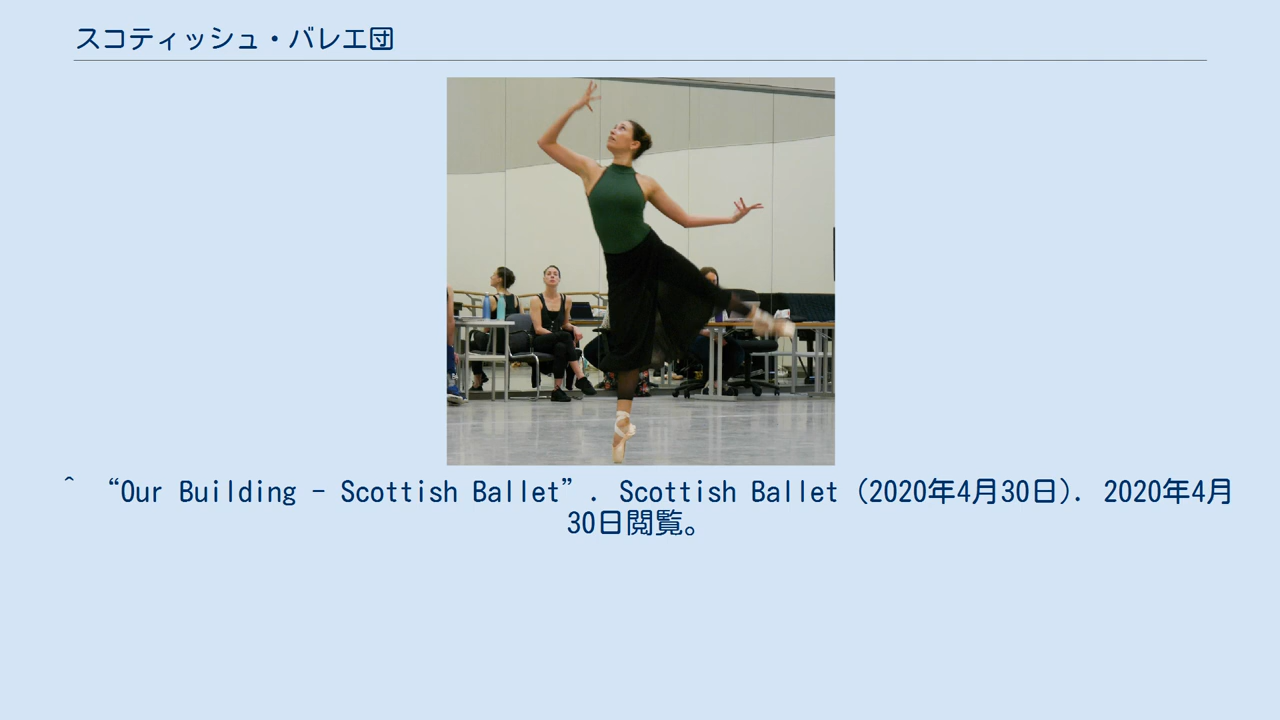 スコティッシュ・バレエ団
^ “Our Building - Scottish Ballet”. Scottish Ballet (2020年4月30日). 2020年4月
30日閲覧。